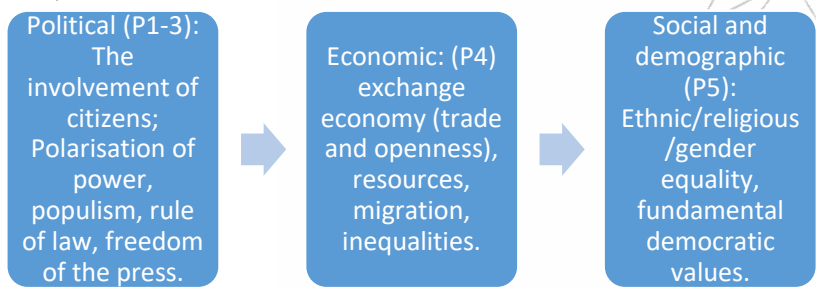 Political (P1-3):
The
involvement of
citizens;
Polarisation of
power,
populism, rule
of law, freedom
of the press.
Economic: (P4)
exchange
economy (trade
and openness),
resources,
migration,
inequalities.
Social and
demographic
(P5):
Ethnic/religious
/gender
equality,
fundamental
democratic
values.